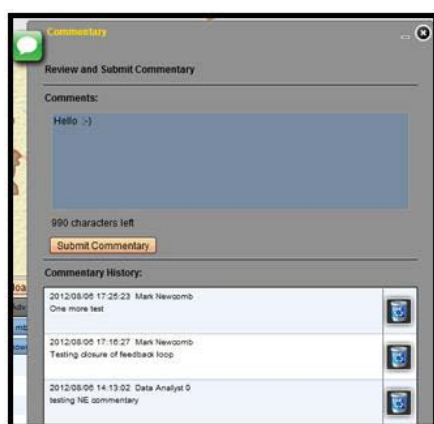 Commentary
Review and Submit Commentary
Comments:
Hello :-)
990 characters left
Submit Commentary
Commentary History:
2012/08/06 17:25:23 Mark Newcomb
One more test
2012/08/06 17:16:27 Mark Newcomb
Testing closure of feedback loop
2012/08/06 14:13:02 Data Analyst 0
testing NE commentary